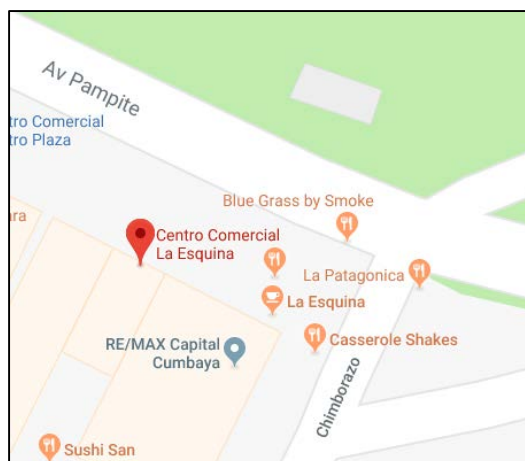 Av Pampite
tro Comercial
tro Plaza
Blue Grass by Smoke
ara
Centro Comercial
La Esquina
La Patagonica
La Esquina
RE/MAX Capital
Cumbaya
Casserole Shakes
Chimborazo
Sushi San